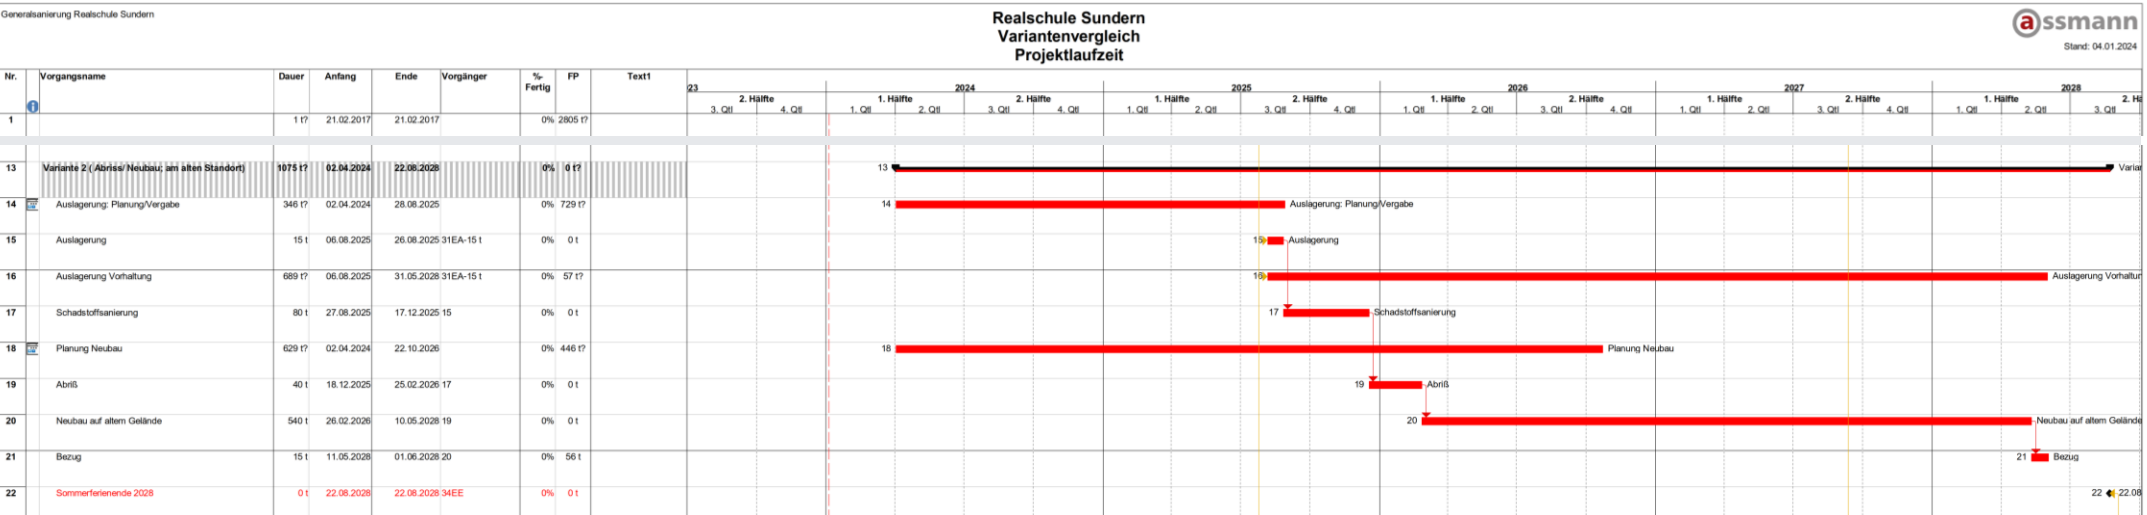 Generalsanierung Realschule Sundern
Realschule Sundern
Variantenvergleich
Projektlaufzeit
assmann
Stand: 04.01.2024
Nr. Vorgangsname Dauer Anfang Ende Vorgänger %- Fertig FP Text1
23 2024 2025 2026 2027 2028
2. Hälfte 1. Hälfte 2. Hälfte 1. Hälfte 2. Hälfte 1. Hälfte 2. Hälfte 1. Hälfte 2. Hälfte 1. Hälfte 2. Hä
3. Qtl 4. Qtl 1. Qtl 2. Qtl 3. Qtl 4. Qtl 1. Qtl 2. Qtl 3. Qtl 4. Qtl 1. Qtl 2. Qtl 3. Qtl 4. Qtl 1. Qtl 2. Qtl 3. Qtl 4. Qtl 1. Qtl 2. Qtl 3. Qtl
1 1 t? 21.02.2017 21.02.2017 0% 2805 t?
13 Variante 2 ( Abriss/ Neubau; am alten Standort) 1075 t? 02.04.2024 22.08.2028 0% 0 t? 13 Varian
14 Auslagerung: Planung/Vergabe 346 t? 02.04.2024 28.08.2025 0% 729 t? 14 Auslagerung: Planung/Vergabe
15 Auslagerung 15 t 06.08.2025 26.08.2025 31EA-15 t 0% 0 t 15 Auslagerung
16 Auslagerung Vorhaltung 689 t? 06.08.2025 31.05.2028 31EA-15 t 0% 57 t? 16 Auslagerung Vorhaltun
17 Schadstoffsanierung 80 t 27.08.2025 17.12.2025 15 0% 0 t 17 Schadstoffsanierung
18 Planung Neubau 629 t? 02.04.2024 22.10.2026 0% 446 t? 18 Planung Neubau
19 Abriß 40 t 18.12.2025 25.02.2026 17 0% 0 t 19 Abriß
20 Neubau auf altem Gelände 540 t 26.02.2026 10.05.2028 19 0% 0 t 20 Neubau auf altem Gelände
21 Bezug 15 t 11.05.2028 01.06.2028 20 0% 56 t 21 Bezug
22 Sommerferienende 2028 0 t 22.08.2028 22.08.2028 34EE 0% 0 t 22 22.08